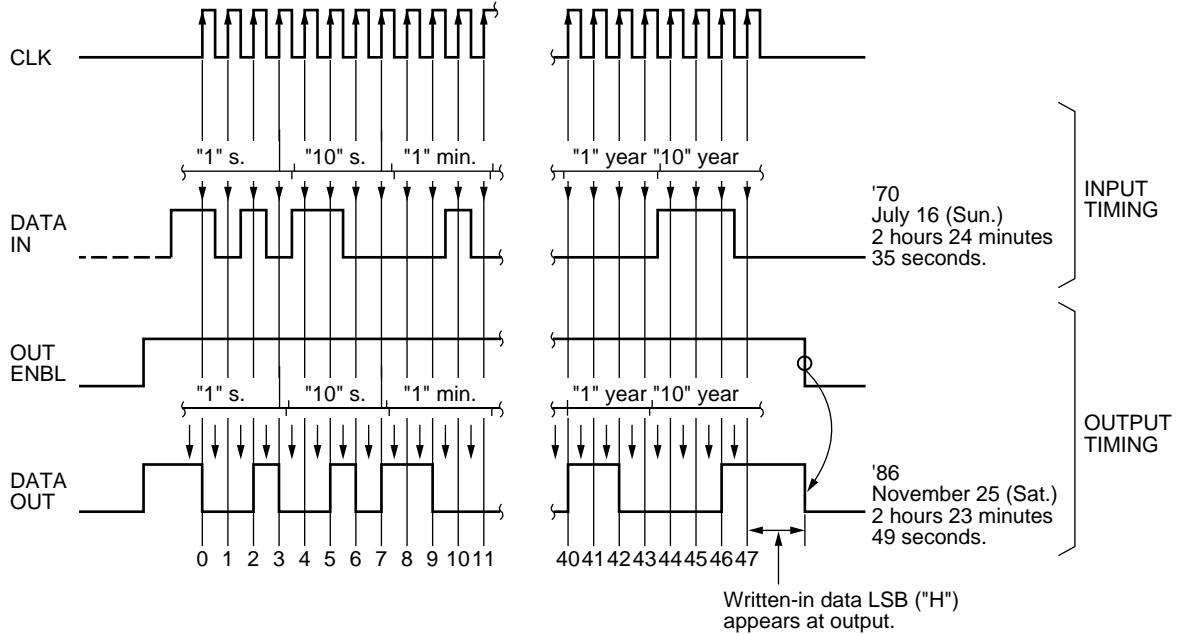 CLK
"1" s. "10" s. "1" min. "1" year "10" year
DATA
IN
'70
July 16 (Sun.)
2 hours 24 minutes
35 seconds.
INPUT
TIMING
OUT
ENBL
"1" s. "10" s. "1" min. "1" year "10" year
DATA
OUT
'86
November 25 (Sat.)
2 hours 23 minutes
49 seconds.
OUTPUT
TIMING
0 1 2 3 4 5 6 7 8 9 10 11 40 41 42 43 44 45 46 47
Written-in data LSB ("H")
appears at output.